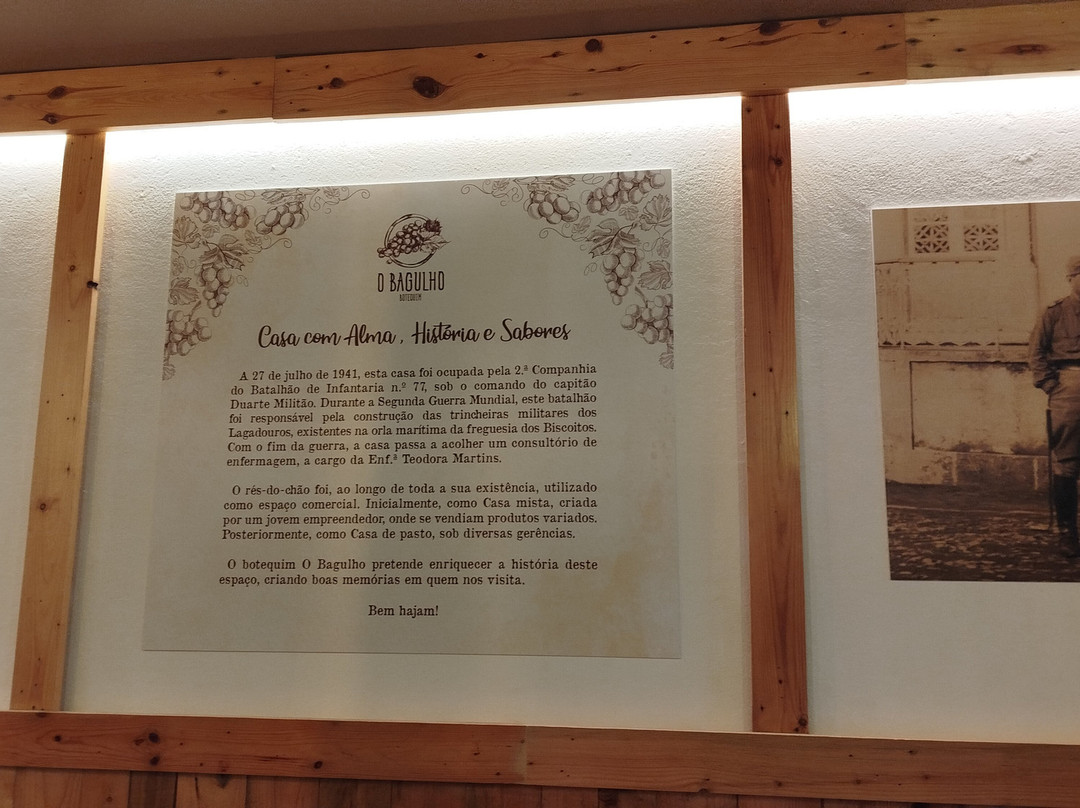 O BAGULHO
BOTEQUIM
Casa com Alma , História e Sabores
A 27 de julho de 1941, esta casa foi ocupada pela 2.ª Companhia
do Batalhão de Infantaria n.º 77, sob o comando do capitão
Duarte Militão. Durante a Segunda Guerra Mundial, este batalhão
foi responsável pela construção das trincheiras militares dos
Lagadouros, existentes na orla marítima da freguesia dos Biscoitos.
Com o fim da guerra, a casa passa a acolher um consultório de
enfermagem, a cargo da Enf.ª Teodora Martins.
O rés-do-chão foi, ao longo de toda a sua existência, utilizado
como espaço comercial. Inicialmente, como Casa mista, criada
por um jovem empreendedor, onde se vendiam produtos variados.
Posteriormente, como Casa de pasto, sob diversas gerências.
O botequim O Bagulho pretende enriquecer a história deste
espaço, criando boas memórias em quem nos visita.
Bem hajam!